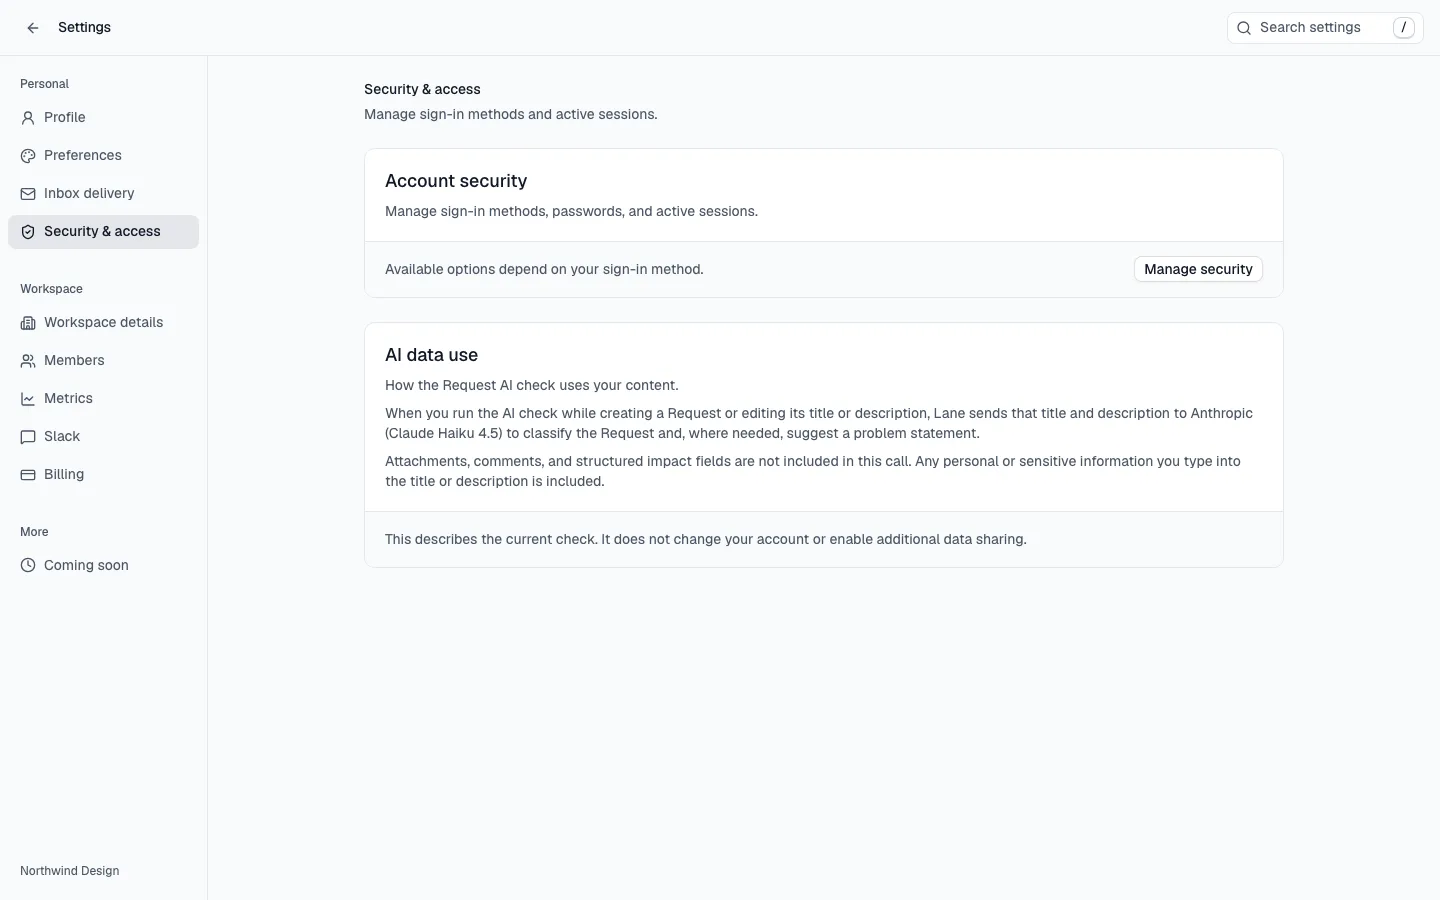 Settings
Search settings /
Personal
Profile
Preferences
Inbox delivery
Security & access
Workspace
Workspace details
Members
Metrics
Slack
Billing
More
Coming soon
Northwind Design
Security & access
Manage sign-in methods and active sessions.
Account security
Manage sign-in methods, passwords, and active sessions.
Available options depend on your sign-in method.
Manage security
AI data use
How the Request AI check uses your content.
When you run the AI check while creating a Request or editing its title or description, Lane sends that title and description to Anthropic
(Claude Haiku 4.5) to classify the Request and, where needed, suggest a problem statement.
Attachments, comments, and structured impact fields are not included in this call. Any personal or sensitive information you type into
the title or description is included.
This describes the current check. It does not change your account or enable additional data sharing.